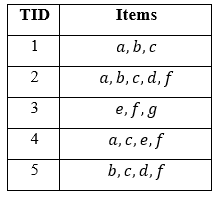 TID Items
1 a, b, c
2 a, b, c, d, f
3 e, f, g
4 a, c, e, f
5 b, c, d, f